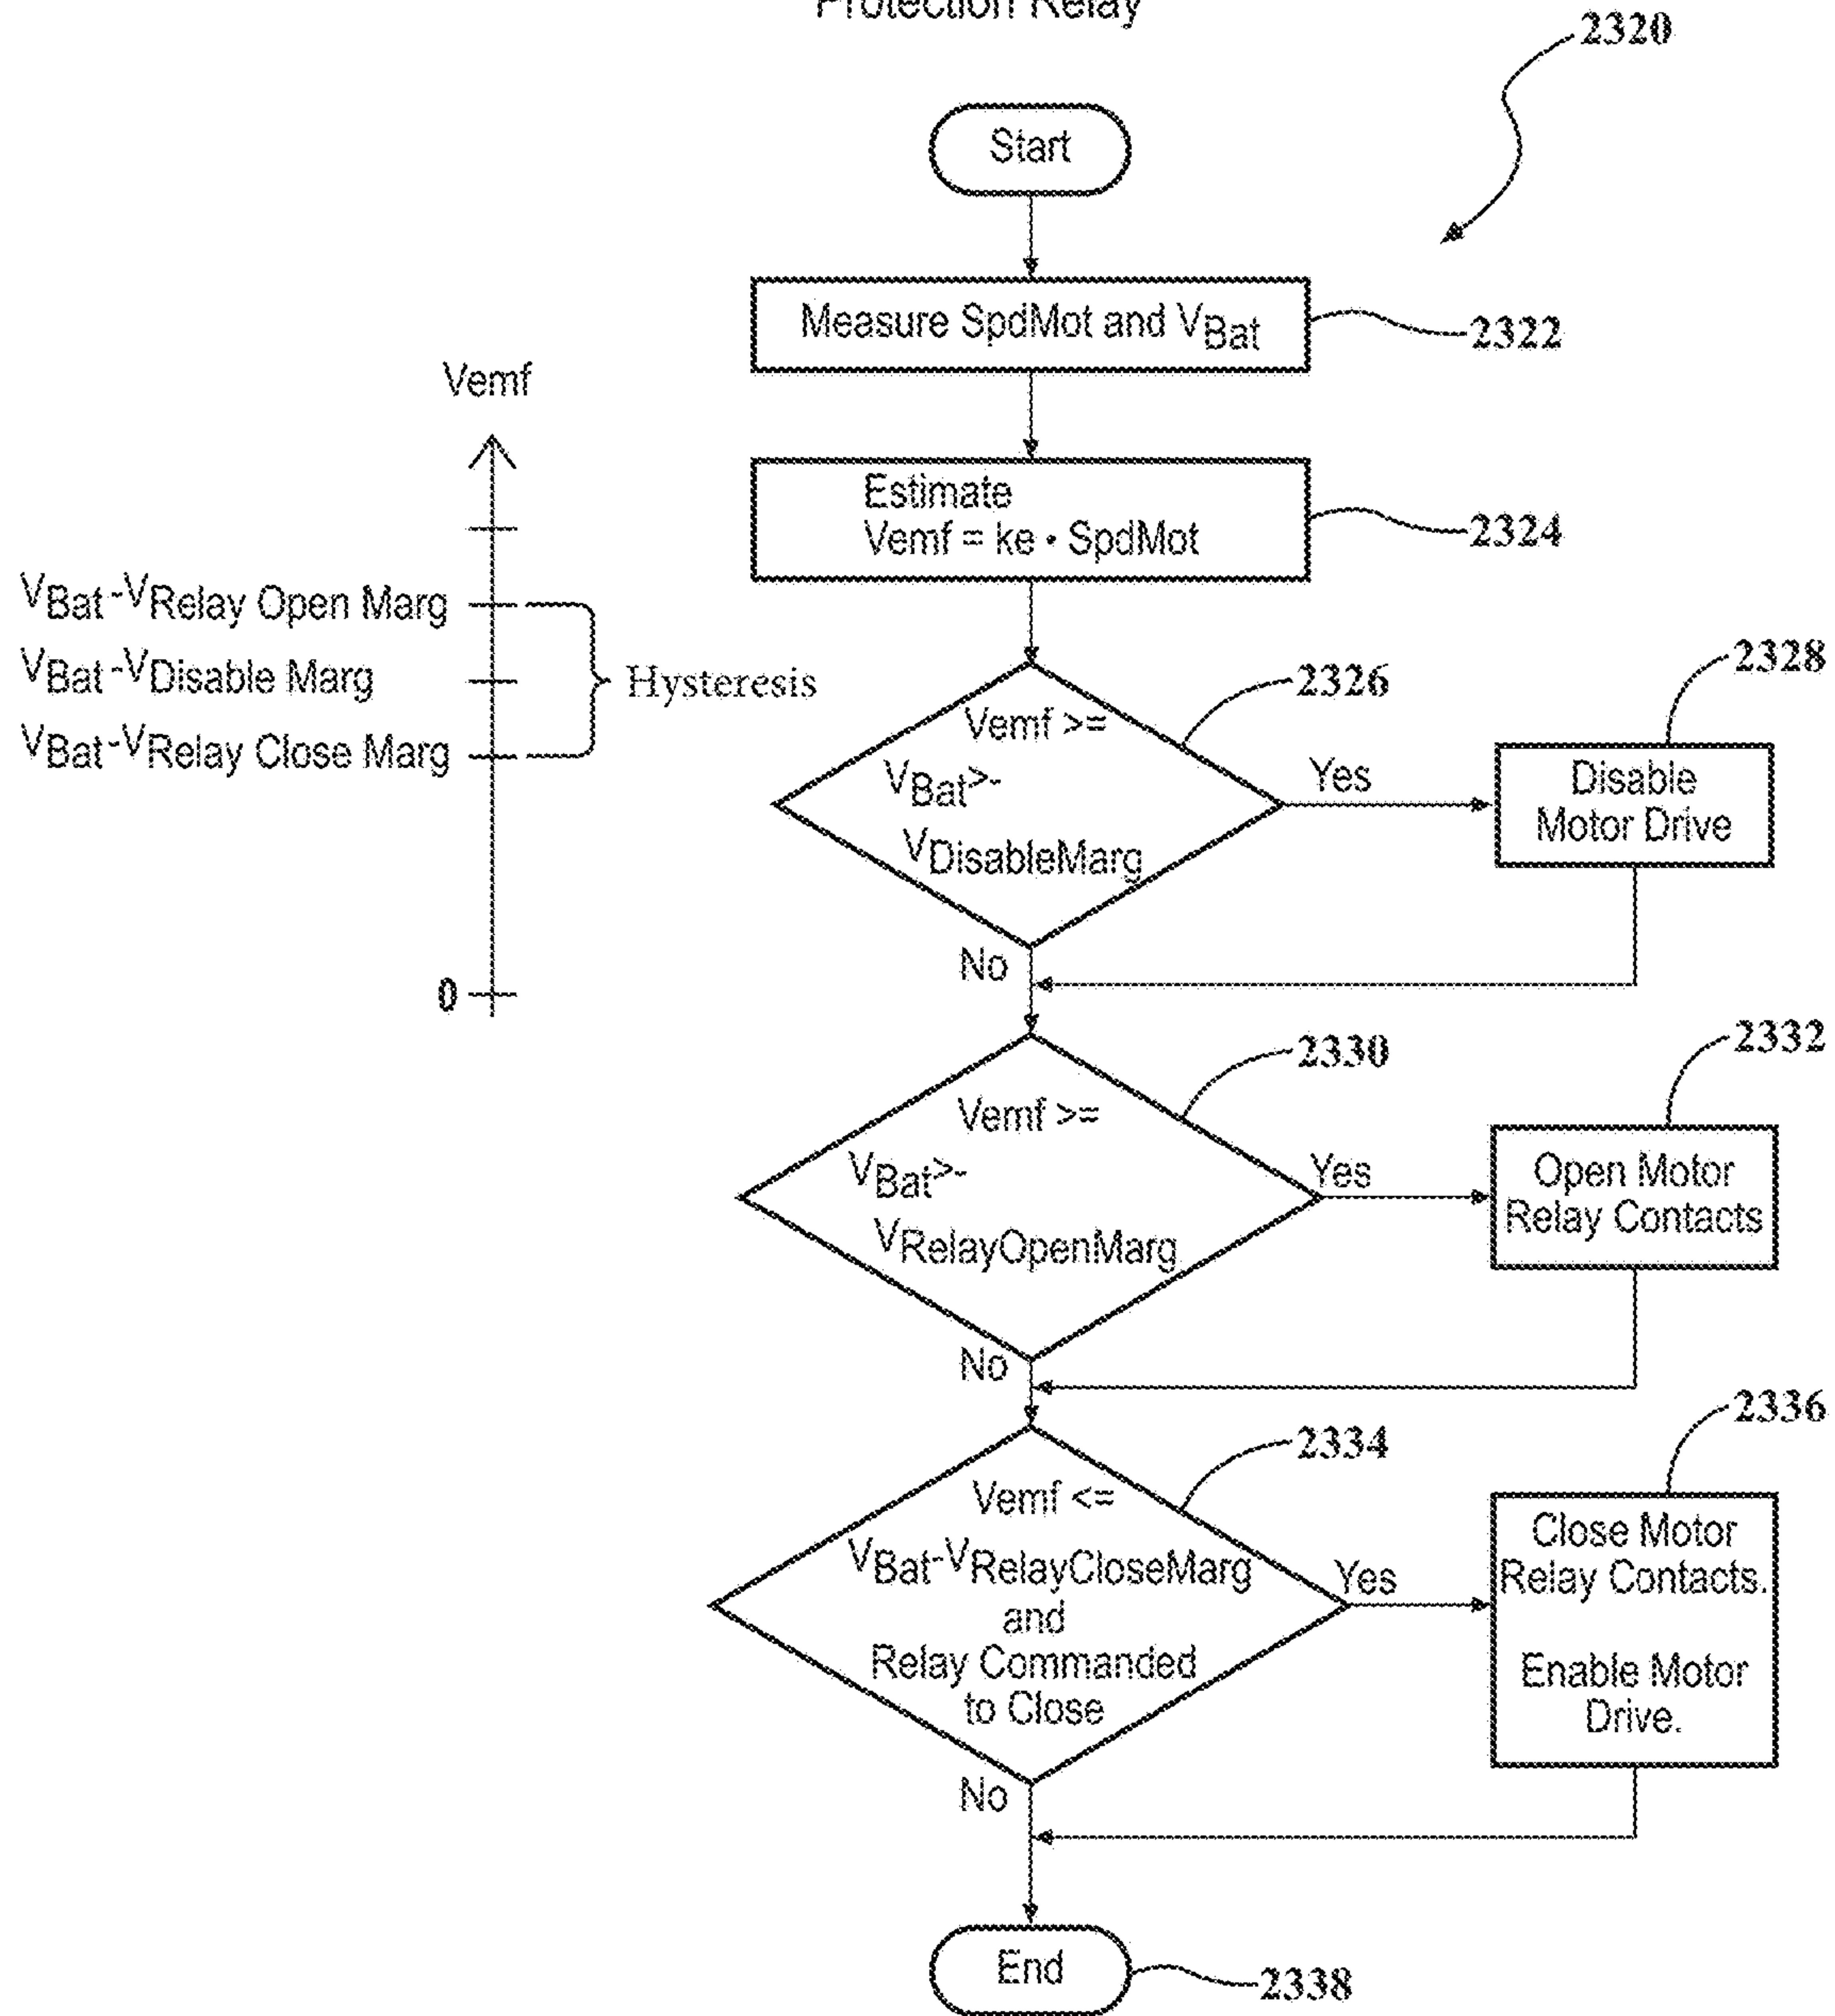 Protection Relay
2320
Start
Measure SpdMot and VBat
2322
Estimate
Vemf = ke • SpdMot
2324
Vemf
VBat-VRelay Open Marg
VBat-VDisable Marg
VBat-VRelay Close Marg
Hysteresis
0
2326
Vemf >=
VBat>-
VDisableMarg
Yes
2328
Disable
Motor Drive
No
2330
Vemf >=
VBat>-
VRelayOpenMarg
Yes
2332
Open Motor
Relay Contacts
No
2334
Vemf <=
VBat-VRelayCloseMarg
and
Relay Commanded
to Close
Yes
2336
Close Motor
Relay Contacts.
Enable Motor
Drive.
No
End
2338